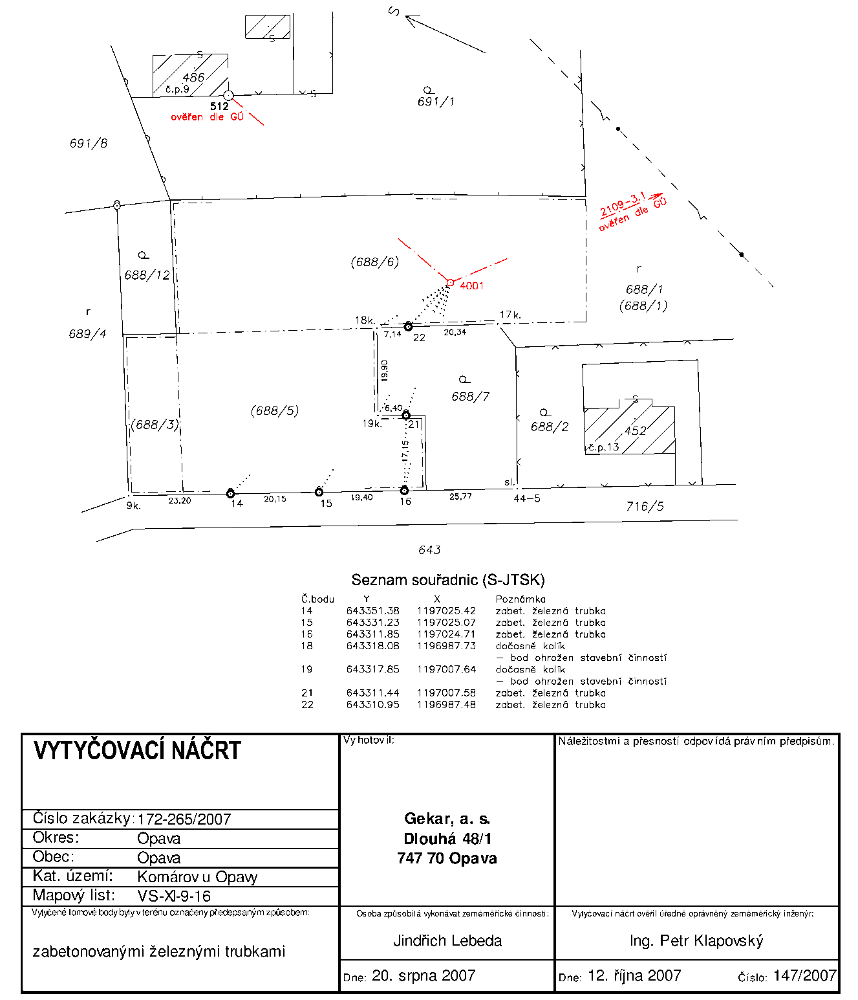 S
S
S
486
č.p.9
S
512
ověřen dle GÚ
691/1
691/8
2109-3.1
ověřen dle GÚ
688/12
(688/6)
4001
r
688/1
(688/1)
r
689/4
18k.
17k.
7,14
22
20,34
19,90
688/7
6,40
(688/5)
(688/3)
19k.
21
17,15
688/2
S
452
č.p.13
sl.
9k.
23,20
14
20,15
15
19,40
16
25,77
44-5
716/5
643
Seznam souřadnic (S-JTSK)
Č.bodu Y X Poznámka
14 643351.38 1197025.42 zabet. železná trubka
15 643331.23 1197025.07 zabet. železná trubka
16 643311.85 1197024.71 zabet. železná trubka
18 643318.08 1196987.73 dočasně kolík
– bod ohrožen stavební činností
19 643317.85 1197007.64 dočasně kolík
– bod ohrožen stavební činností
21 643311.44 1197007.58 zabet. železná trubka
22 643310.95 1196987.48 zabet. železná trubka
VYTYČOVACÍ NÁČRT
Číslo zakázky: 172-265/2007
Okres: Opava
Obec: Opava
Kat. území: Komárov u Opavy
Mapový list: VS-XI-9-16
Vytyčené lomové body byly v terénu označeny předepsaným způsobem:
zabetonovanými železnými trubkami
Vyhotovil:
Gekar, a. s.
Dlouhá 48/1
747 70 Opava
Osoba způsobilá vykonávat zeměměřické činnosti:
Jindřich Lebeda
Dne: 20. srpna 2007
Náležitostmi a přesností odpovídá právním předpisům.
Vytyčovací náčrt ověřil úředně oprávněný zeměměřický inženýr:
Ing. Petr Klapovský
Dne: 12. října 2007 Číslo: 147/2007